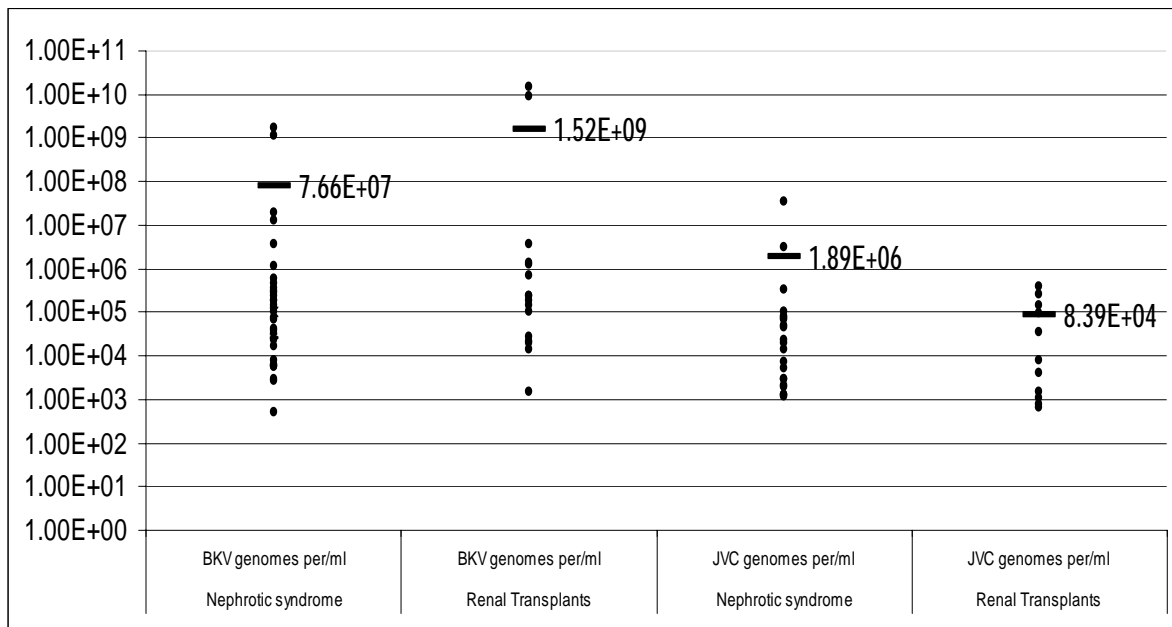 1.00E+11
1.00E+10
1.00E+09
1.00E+08
1.00E+07
1.00E+06
1.00E+05
1.00E+04
1.00E+03
1.00E+02
1.00E+01
1.00E+00
7.66E+07
1.52E+09
1.89E+06
8.39E+04
BKV genomes per/ml
Nephrotic syndrome
BKV genomes per/ml
Renal Transplants
JVC genomes per/ml
Nephrotic syndrome
JVC genomes per/ml
Renal Transplants